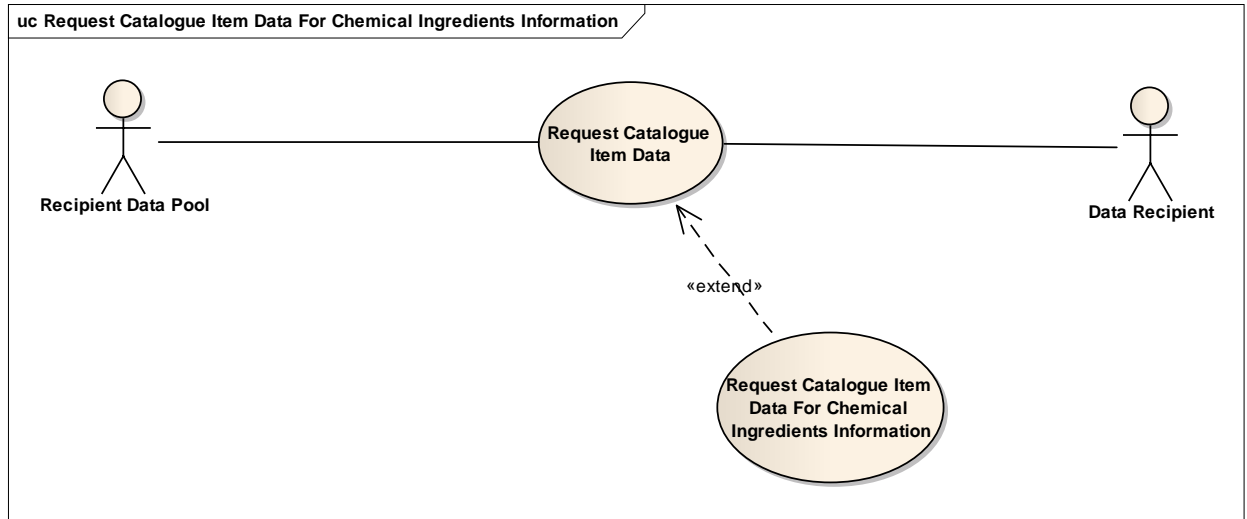 uc Request Catalogue Item Data For Chemical Ingredients Information
Request Catalogue
Item Data
Recipient Data Pool
Data Recipient
«extend»
Request Catalogue Item
Data For Chemical
Ingredients Information